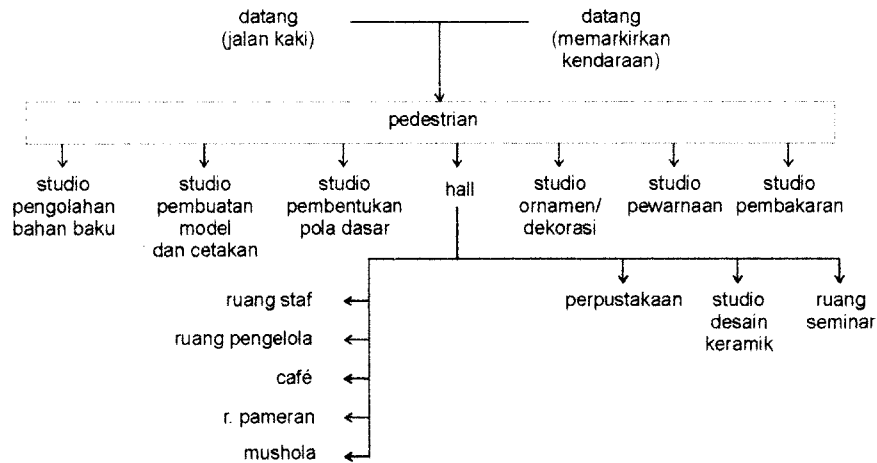 datang
(jalan kaki)
datang
(memarkirkan
kendaraan)
pedestrian
studio
pengolahan
bahan baku
studio
pembuatan
model
dan cetakan
studio
pembentukan
pola dasar
hall
studio
ornamen/
dekorasi
studio
pewarnaan
studio
pembakaran
ruang staf
ruang pengelola
café
r. pameran
mushola
perpustakaan
studio
desain
keramik
ruang
seminar